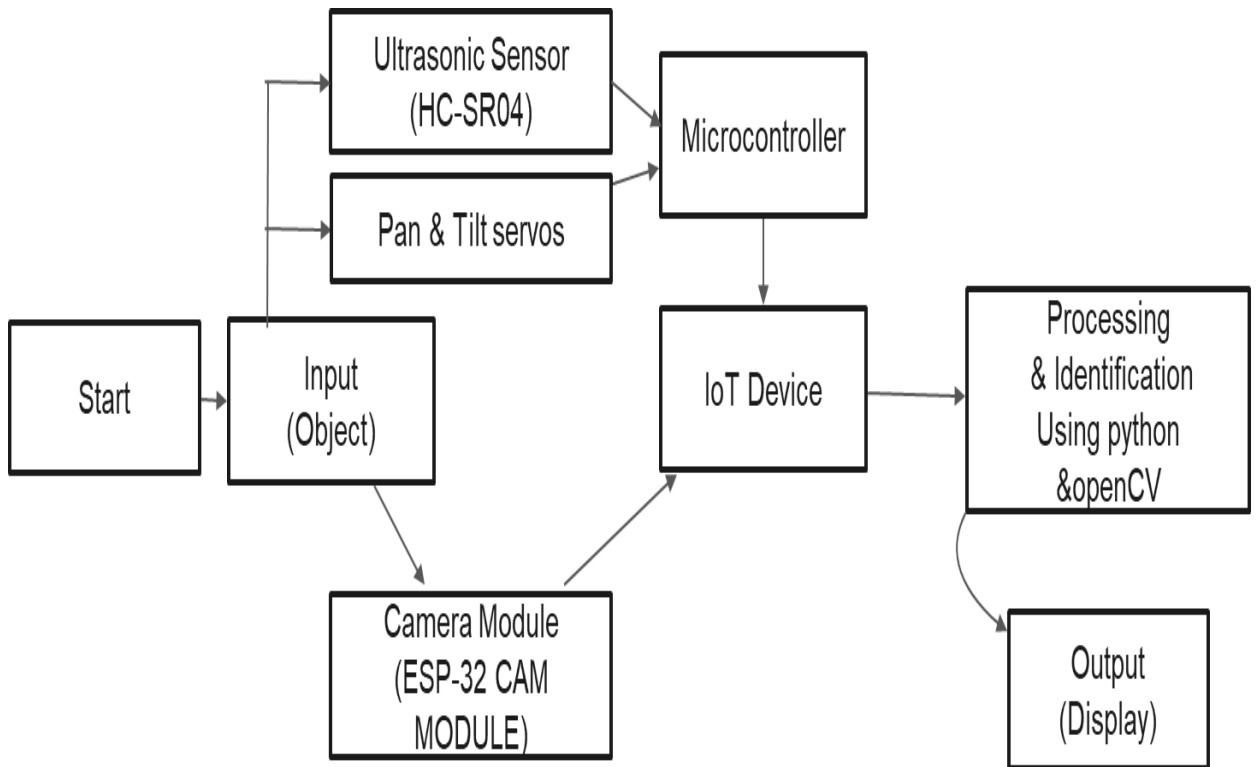 Ultrasonic Sensor
(HC-SR04)
Microcontroller
Pan & Tilt servos
Start
Input
(Object)
IoT Device
Processing
& Identification
Using python
&openCV
Camera Module
(ESP-32 CAM
MODULE)
Output
(Display)